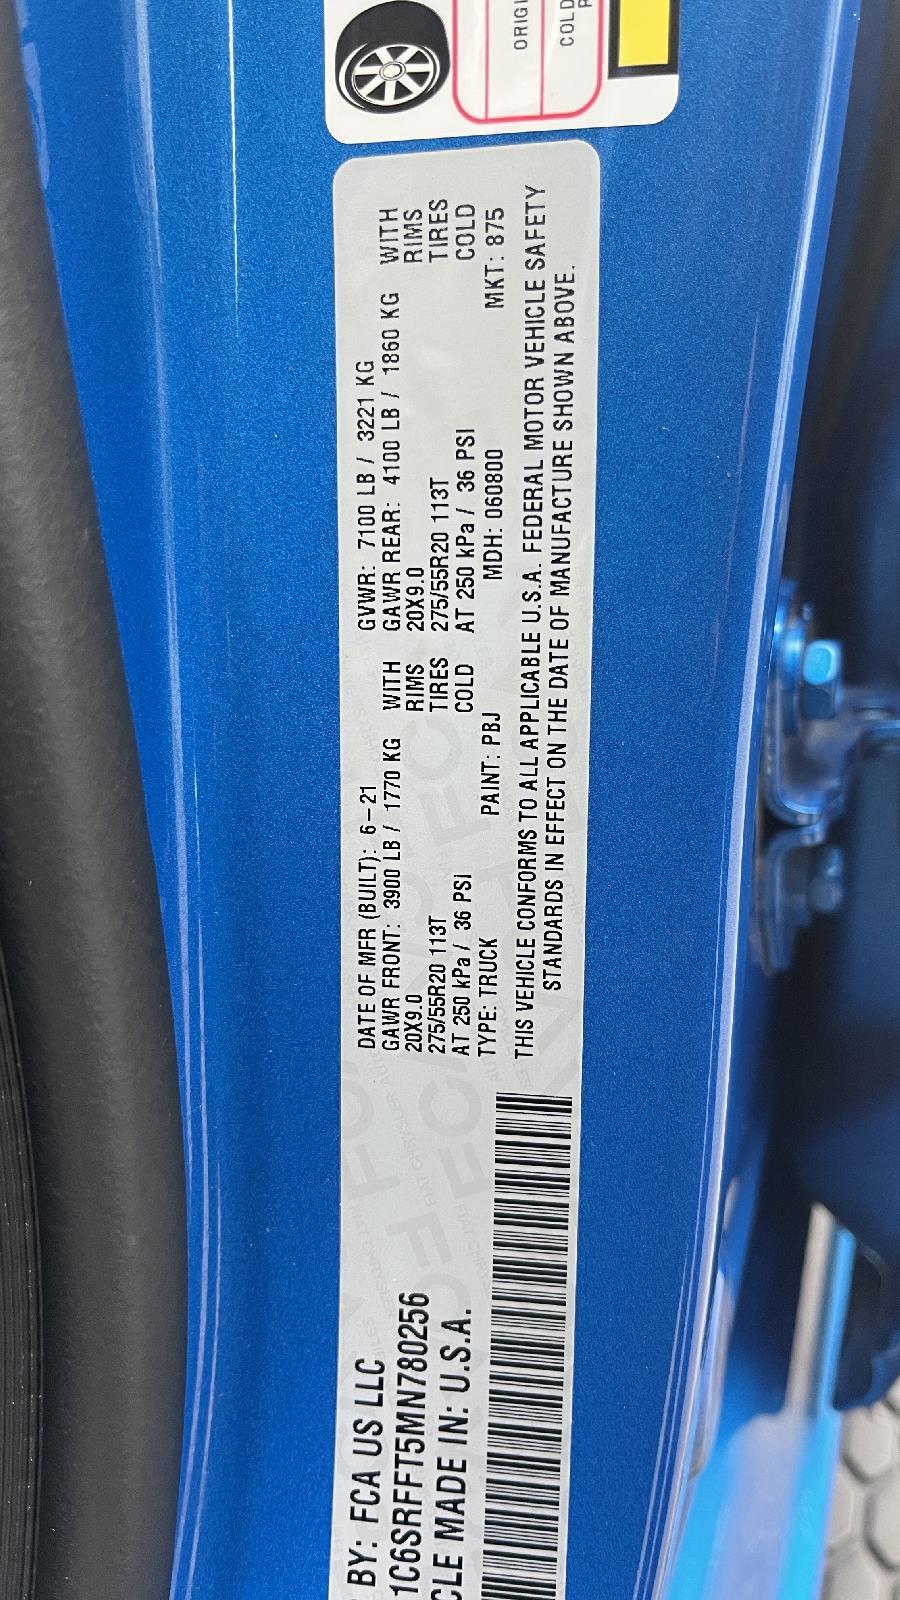 ORIGI
COLD
DATE OF MFR (BUILT): 6-21 GVWR: 7100 LB / 3221 KG
GAWR FRONT: 3900 LB / 1770 KG WITH GAWR REAR: 4100 LB / 1860 KG WITH
20X9.0 RIMS 20X9.0 RIMS
275/55R20 113T TIRES 275/55R20 113T TIRES
AT 250 kPa / 36 PSI COLD AT 250 kPa / 36 PSI COLD
TYPE: TRUCK PAINT: PBJ MDH: 060800 MKT: 875
THIS VEHICLE CONFORMS TO ALL APPLICABLE U.S.A. FEDERAL MOTOR VEHICLE SAFETY
STANDARDS IN EFFECT ON THE DATE OF MANUFACTURE SHOWN ABOVE.
BY: FCA US LLC
1C6SRFFT5MN780256
CLE MADE IN: U.S.A.